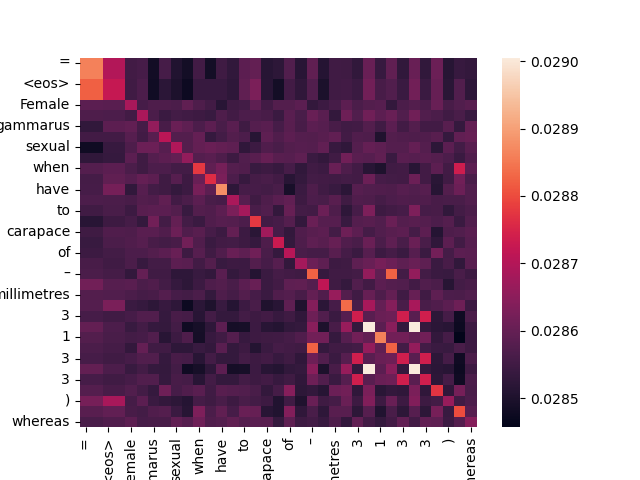 =
<eos>
Female
gammarus
sexual
when
have
to
carapace
of
–
millimetres
3
1
3
3
)
whereas
0.0290
0.0289
0.0288
0.0287
0.0286
0.0285
=
<eos>
emale
marus
sexual
when
have
to
apace
of
–
metres
3
1
3
3
)
ereas